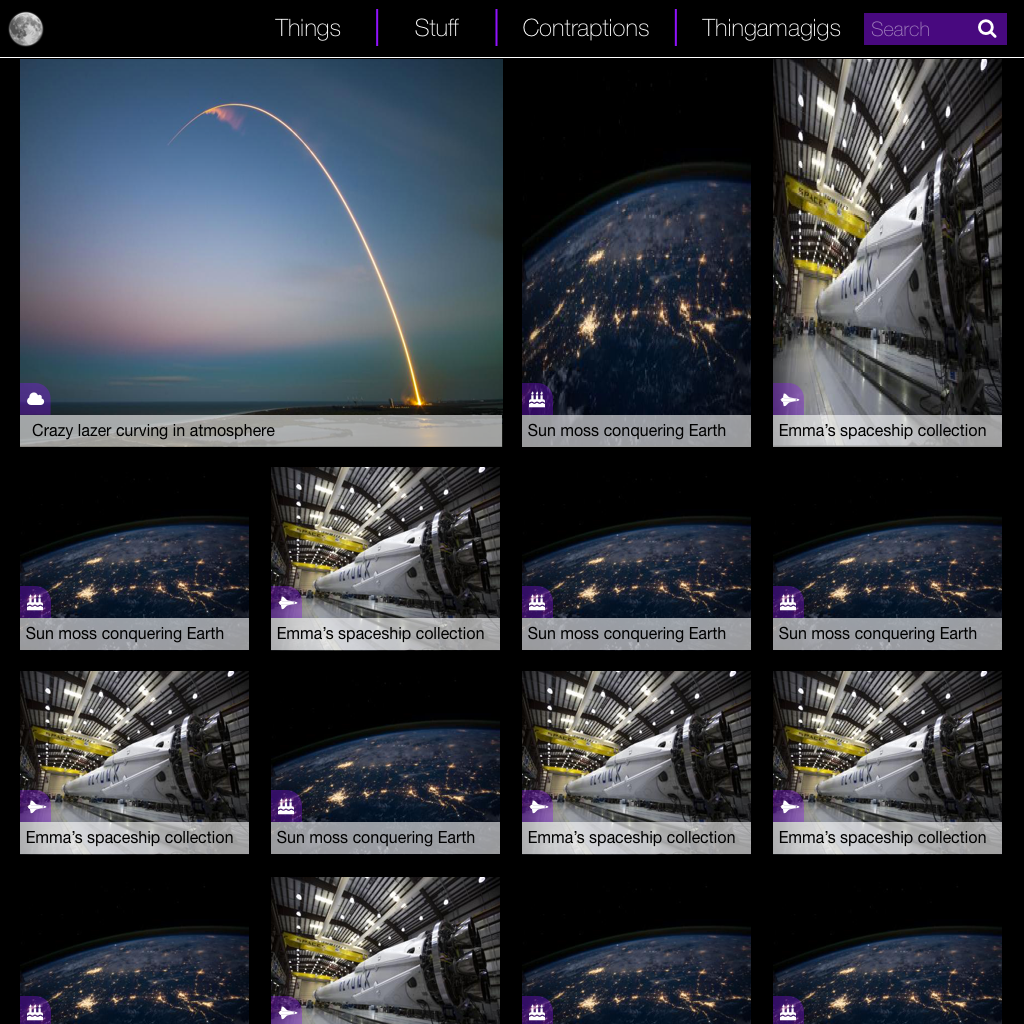 Things
Stuff
Contraptions
Thingamagigs
Search
Crazy lazer curving in atmosphere
Sun moss conquering Earth
Emma’s spaceship collection
Sun moss conquering Earth
Emma’s spaceship collection
Sun moss conquering Earth
Sun moss conquering Earth
Emma’s spaceship collection
Sun moss conquering Earth
Emma’s spaceship collection
Emma’s spaceship collection